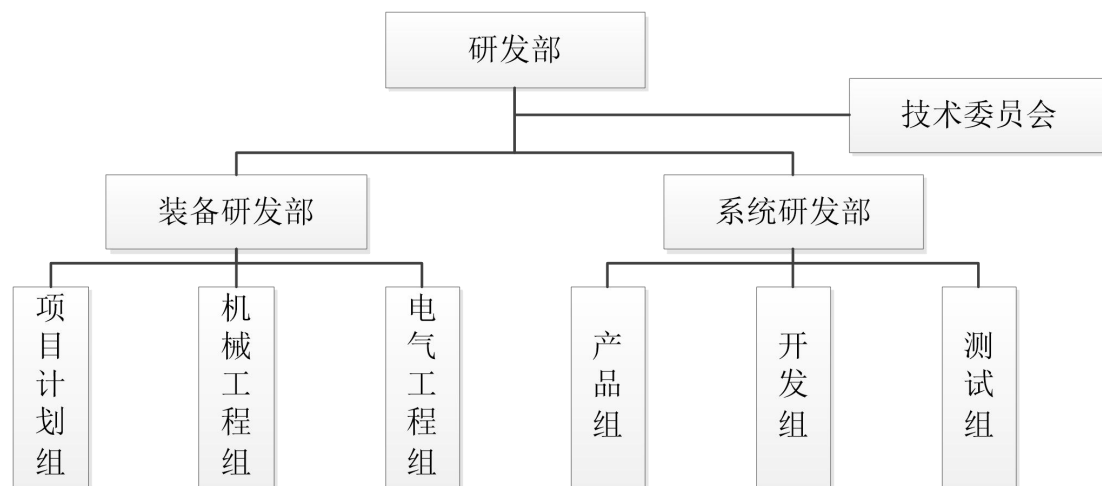 研发部
技术委员会
装备研发部
系统研发部
项目计划组
机械工程组
电气工程组
产品组
开发组
测试组